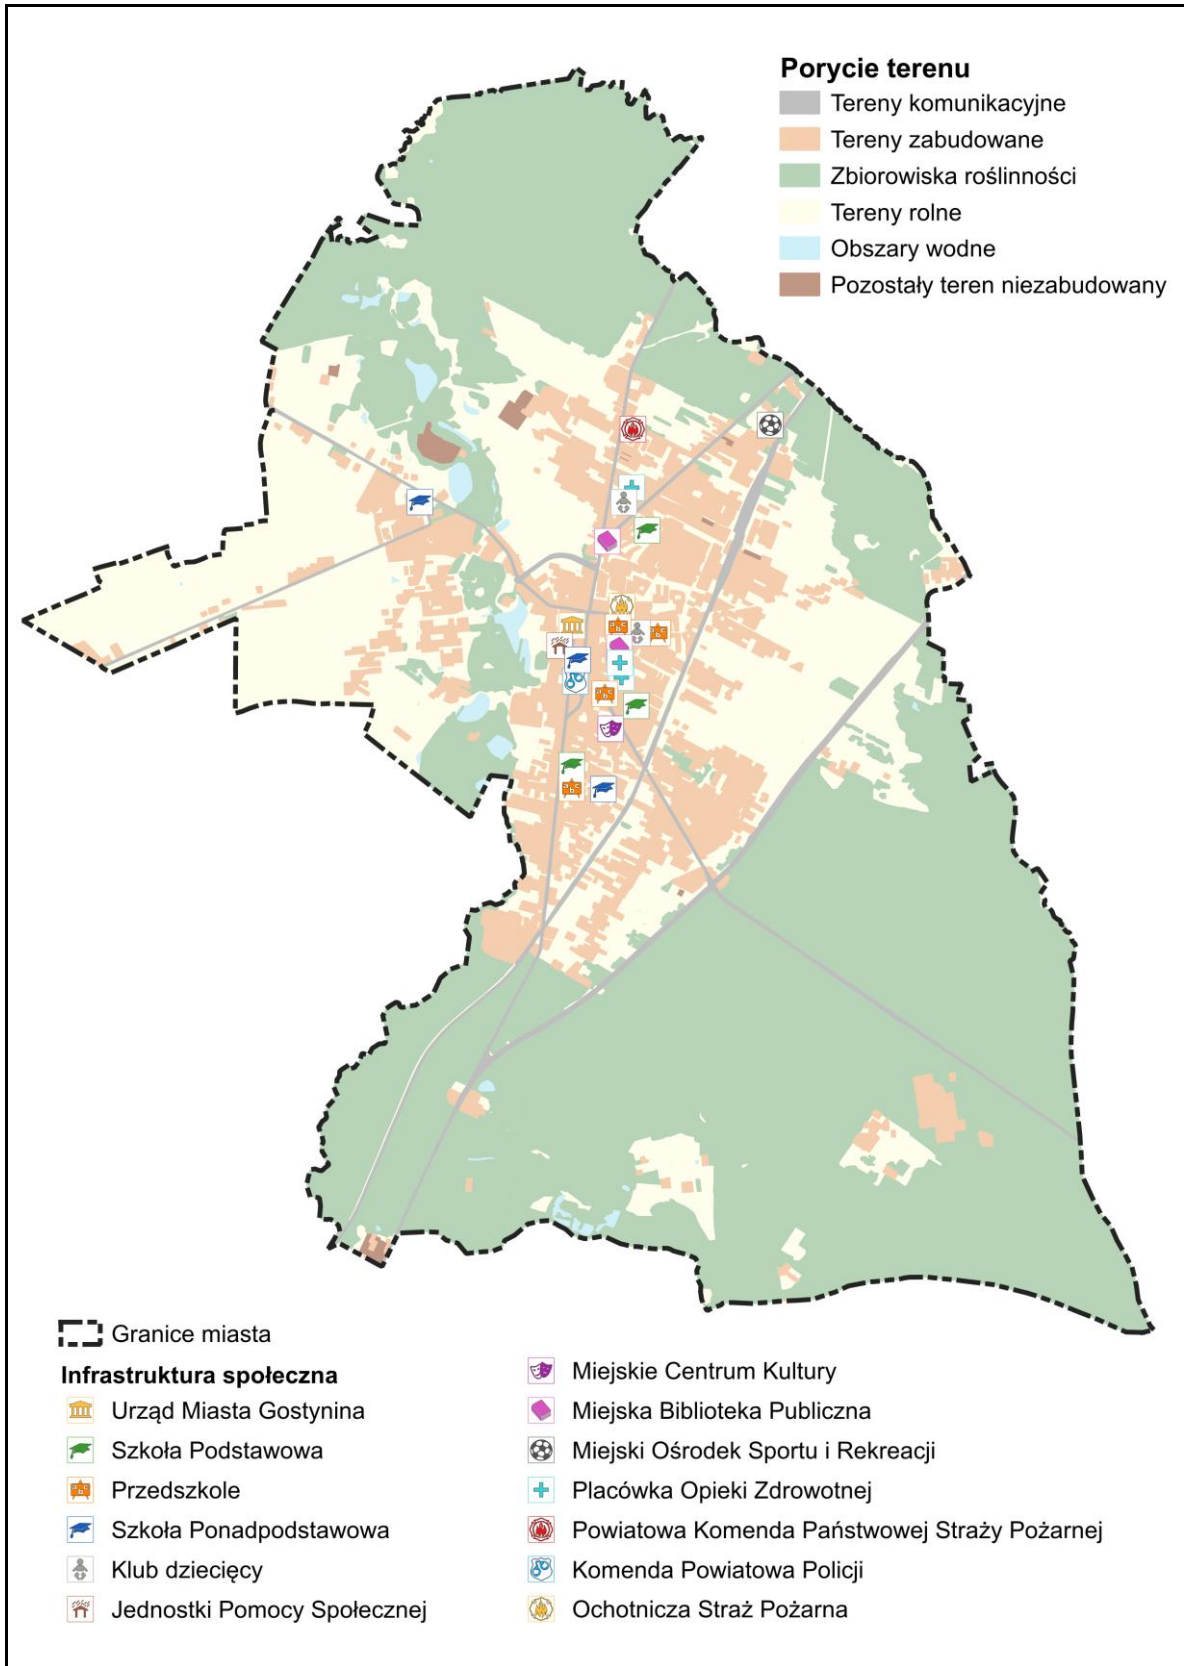 Porycie terenu
Tereny komunikacyjne
Tereny zabudowane
Zbiorowiska roślinności
Tereny rolne
Obszary wodne
Pozostały teren niezabudowany
Granice miasta
Infrastruktura społeczna
Urząd Miasta Gostynina
Szkoła Podstawowa
Przedszkole
Szkoła Ponadpodstawowa
Klub dziecięcy
Jednostki Pomocy Społecznej
Miejskie Centrum Kultury
Miejska Biblioteka Publiczna
Miejski Ośrodek Sportu i Rekreacji
Placówka Opieki Zdrowotnej
Powiatowa Komenda Państwowej Straży Pożarnej
Komenda Powiatowa Policji
Ochotnicza Straż Pożarna